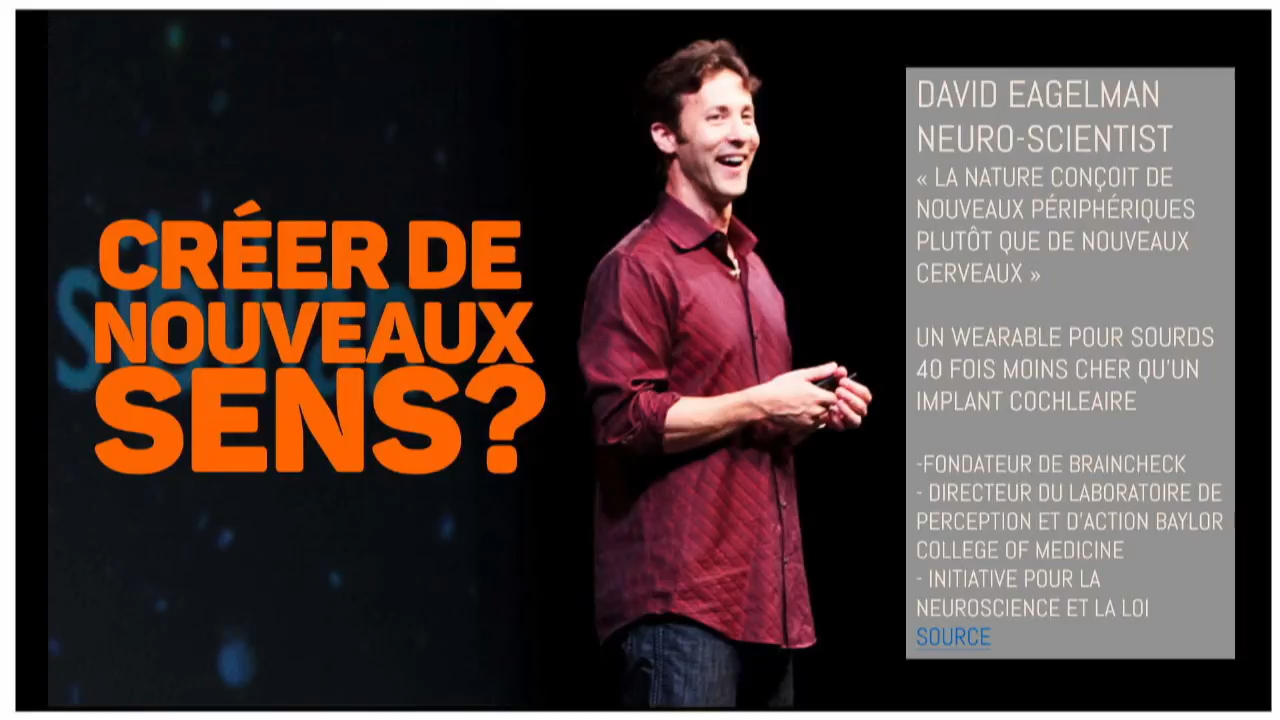 CRÉER DE
NOUVEAUX
SENS?
DAVID EAGELMAN
NEURO-SCIENTIST
« LA NATURE CONÇOIT DE
NOUVEAUX PÉRIPHÉRIQUES
PLUTÔT QUE DE NOUVEAUX
CERVEAUX »
UN WEARABLE POUR SOURDS
40 FOIS MOINS CHER QU'UN
IMPLANT COCHLEAIRE
-FONDATEUR DE BRAINCHECK
- DIRECTEUR DU LABORATOIRE DE
PERCEPTION ET D'ACTION BAYLOR
COLLEGE OF MEDICINE
- INITIATIVE POUR LA
NEUROSCIENCE ET LA LOI
SOURCE